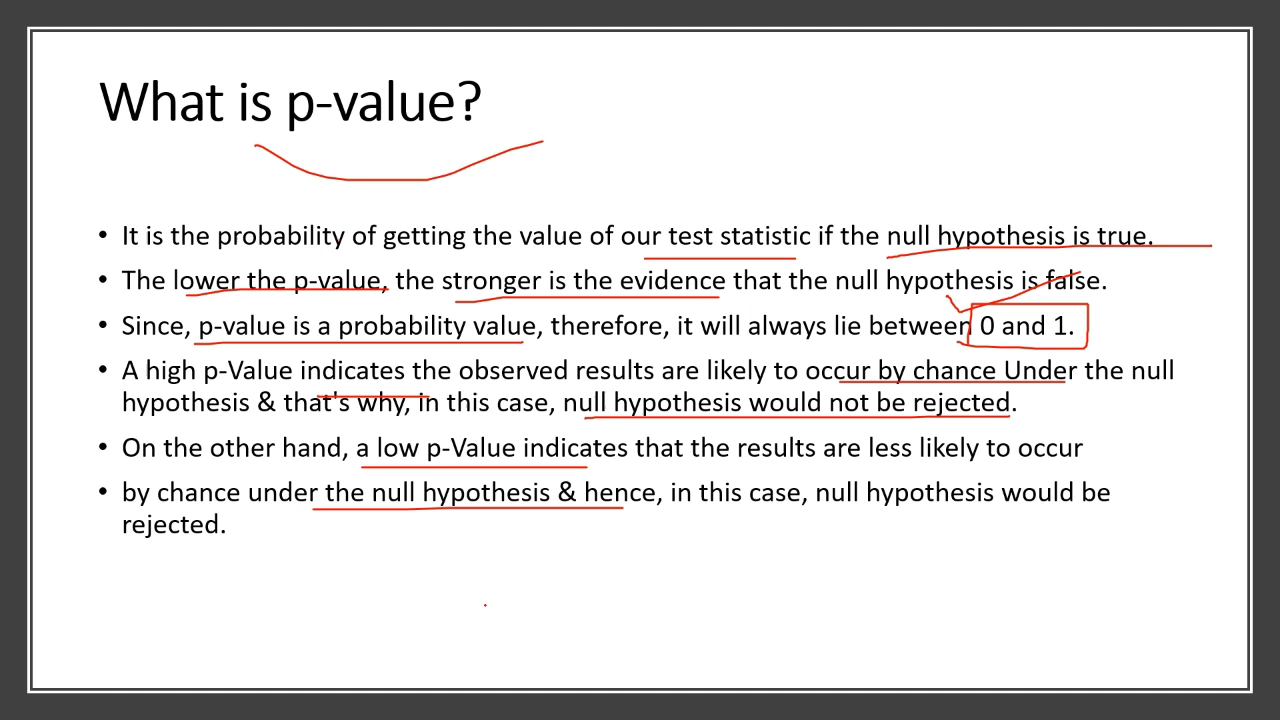 What is p-value?
• It is the probability of getting the value of our test statistic if the null hypothesis is true.
• The lower the p-value, the stronger is the evidence that the null hypothesis is false.
• Since, p-value is a probability value, therefore, it will always lie between 0 and 1.
• A high p-Value indicates the observed results are likely to occur by chance Under the null
hypothesis & that's why, in this case, null hypothesis would not be rejected.
• On the other hand, a low p-Value indicates that the results are less likely to occur
• by chance under the null hypothesis & hence, in this case, null hypothesis would be
rejected.